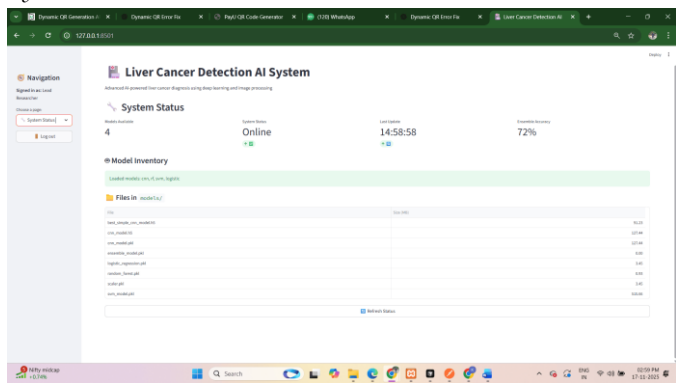 Dynamic QR Generation
Dynamic QR Error Fix
PayU QR Code Generator
(120) WhatsApp
Dynamic QR Error Fix
Liver Cancer Detection AI
127.0.0.1:8501
Deploy
Navigation
Signed in as:
Researcher
Choose a page:
System Status
Logout
Liver Cancer Detection AI System
Advanced AI-powered liver cancer diagnosis using deep learning and image processing
System Status
Models Available
4
System Status
Online
Last Update
14:58:58
Ensemble Accuracy
72%
Model Inventory
Loaded models: cnn, rf, svm, logistic
Files in models/
File
Size (MB)
best_simple_cnn_model.h5
cnn_model.h5
cnn_model.pkl
ensemble_model.pkl
logistic_regression.pkl
random_forest.pkl
scaler.pkl
svm_model.pkl
Refresh Status
Nifty midcap
+0.74%
Search
ENG
IN
02:59 PM
17-11-2025